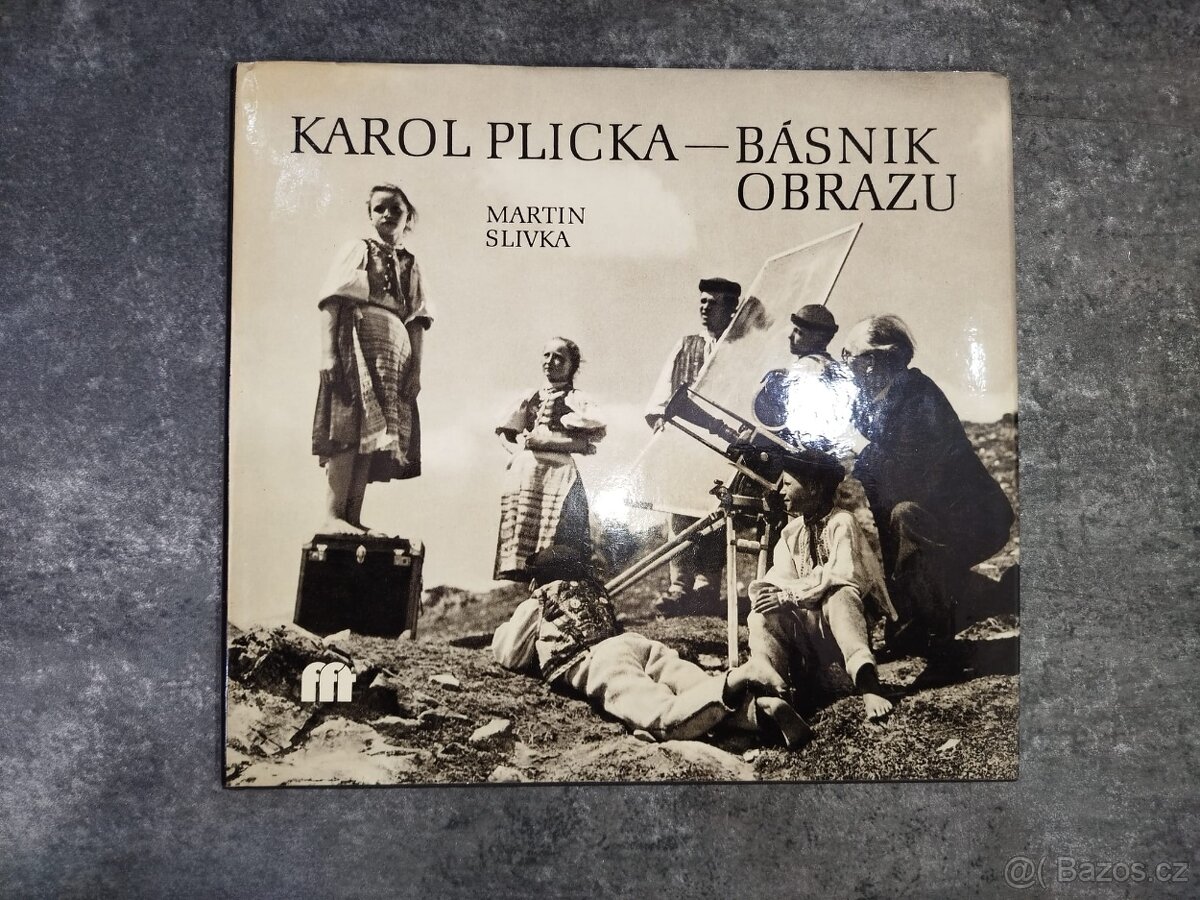 KAROL PLICKA—BÁSNIK
OBRAZU
MARTIN
SLIVKA
fft
@( Bazos.cz